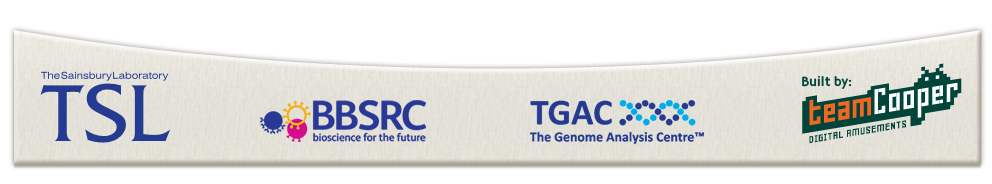 TheSainsburyLaboratory
TSL
BBSRC
bioscience for the future
TGAC
The Genome Analysis Centre™
Built by:
teamCooper
DIGITAL AMUSEMENTS